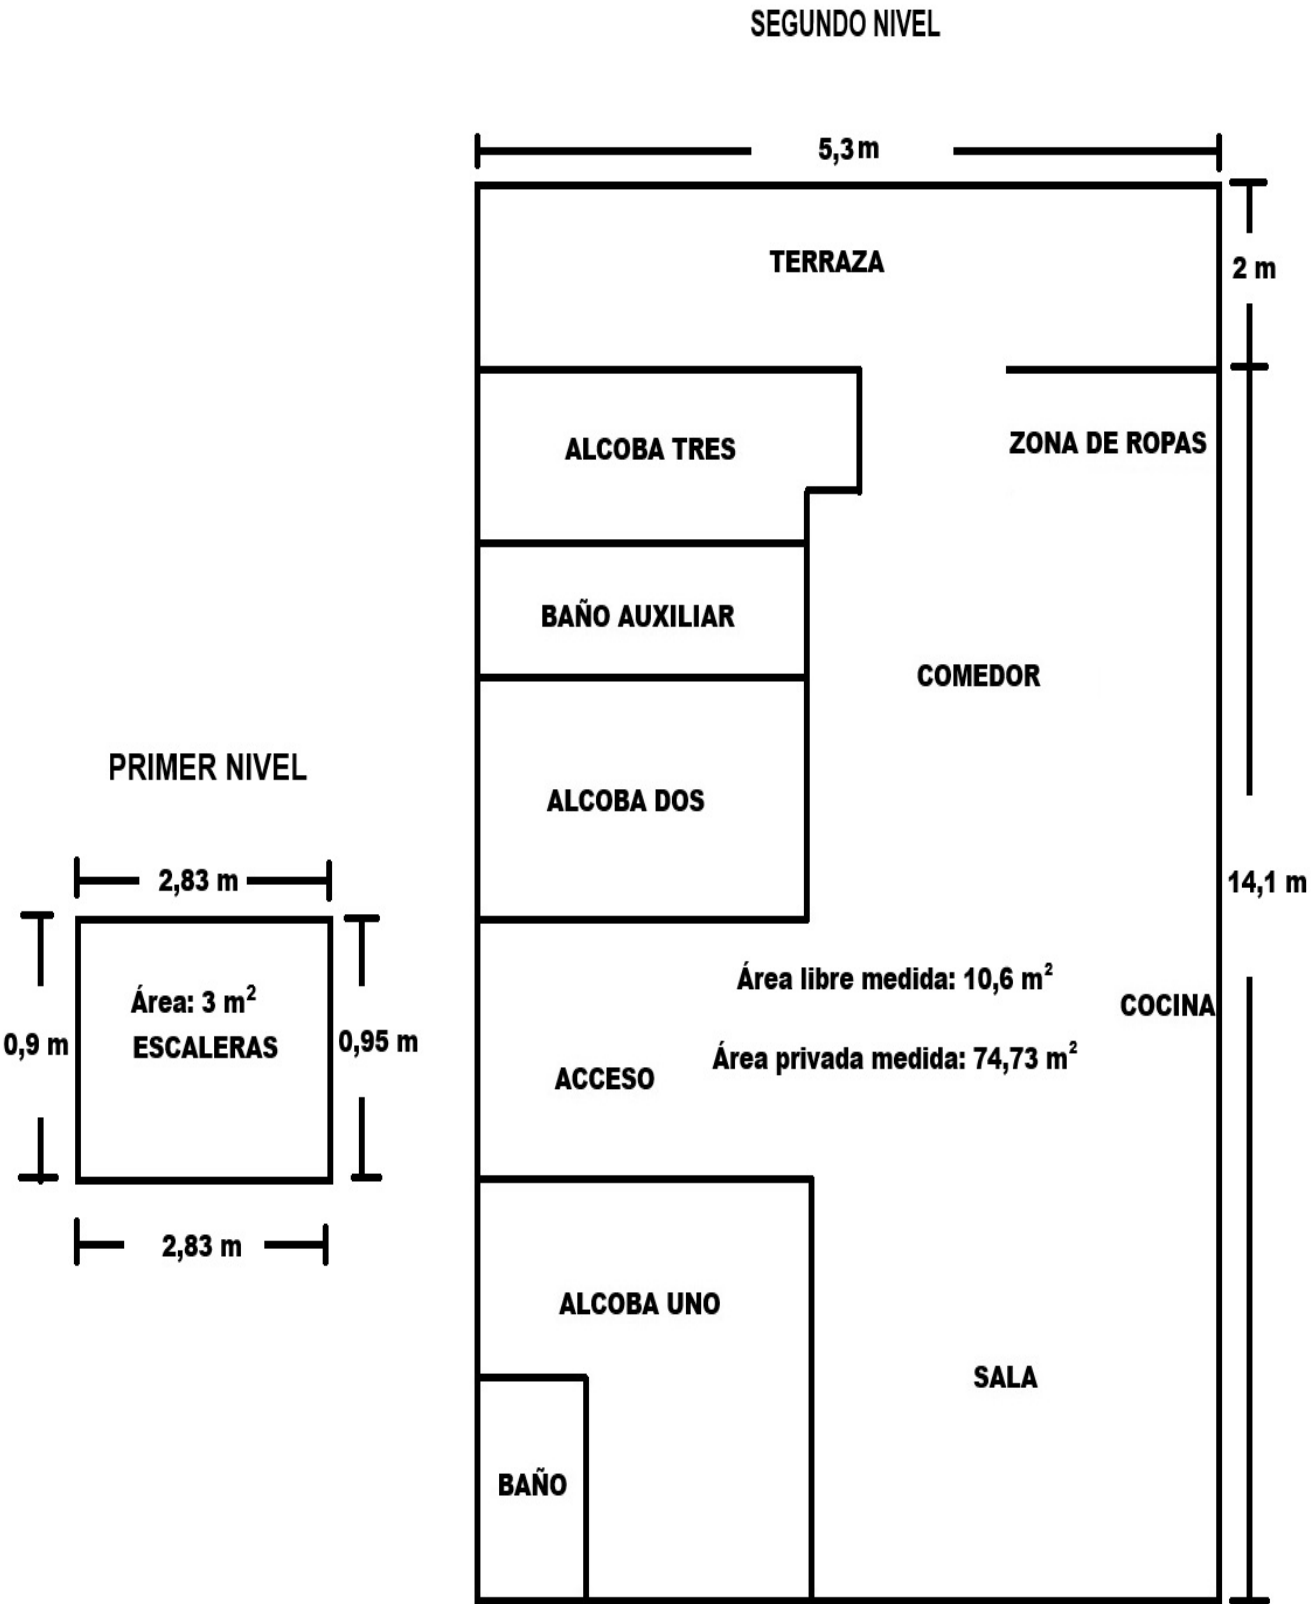 SEGUNDO NIVEL
5,3 m
TERRAZA
2 m
ALCOBA TRES
ZONA DE ROPAS
BAÑO AUXILIAR
COMEDOR
ALCOBA DOS
14,1 m
Área libre medida: 10,6 m²
COCINA
Área privada medida: 74,73 m²
ACCESO
ALCOBA UNO
SALA
BAÑO
PRIMER NIVEL
2,83 m
Área: 3 m²
0,9 m
ESCALERAS
0,95 m
2,83 m